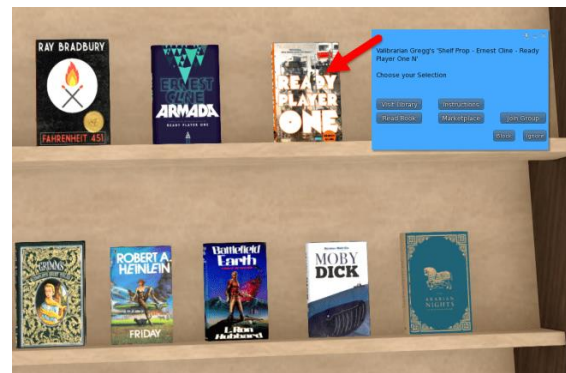 RAY BRADBURY
FAHRENHEIT 451
ERNEST
CLINE
ARMADA
READY PLAYER ONE
READY
PLAYER
ONE
Valibrarian Gregg's 'Shelf Prop - Ernest Cline - Ready
Player One N'
Choose your Selection
Visit Library
Instructions
Read Book
Marketplace
Join Group
Block
Ignore
GRIMMS
ROBERT A.
HEINLEIN
FRIDAY
Battlefield
Earth
L. Ron
Hubbard
MOBY
DICK
ARABIAN
NIGHTS